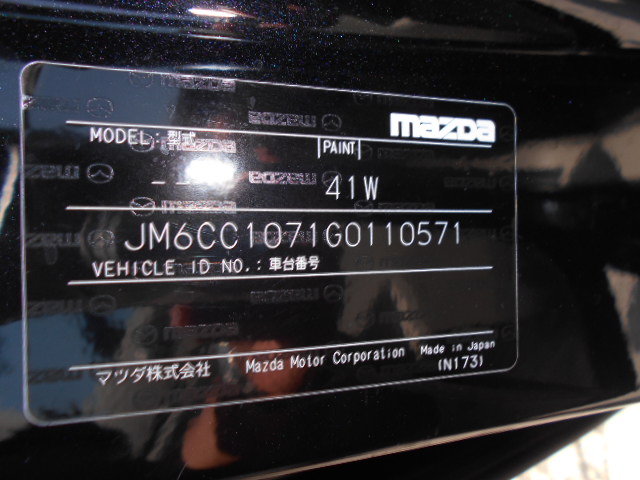 mazda
MODEL:型式
PAINT
41W
JM6CC1071G0110571
VEHICLE ID NO.:車台番号
マツダ株式会社 Mazda Motor Corporation Made in Japan
(N173)